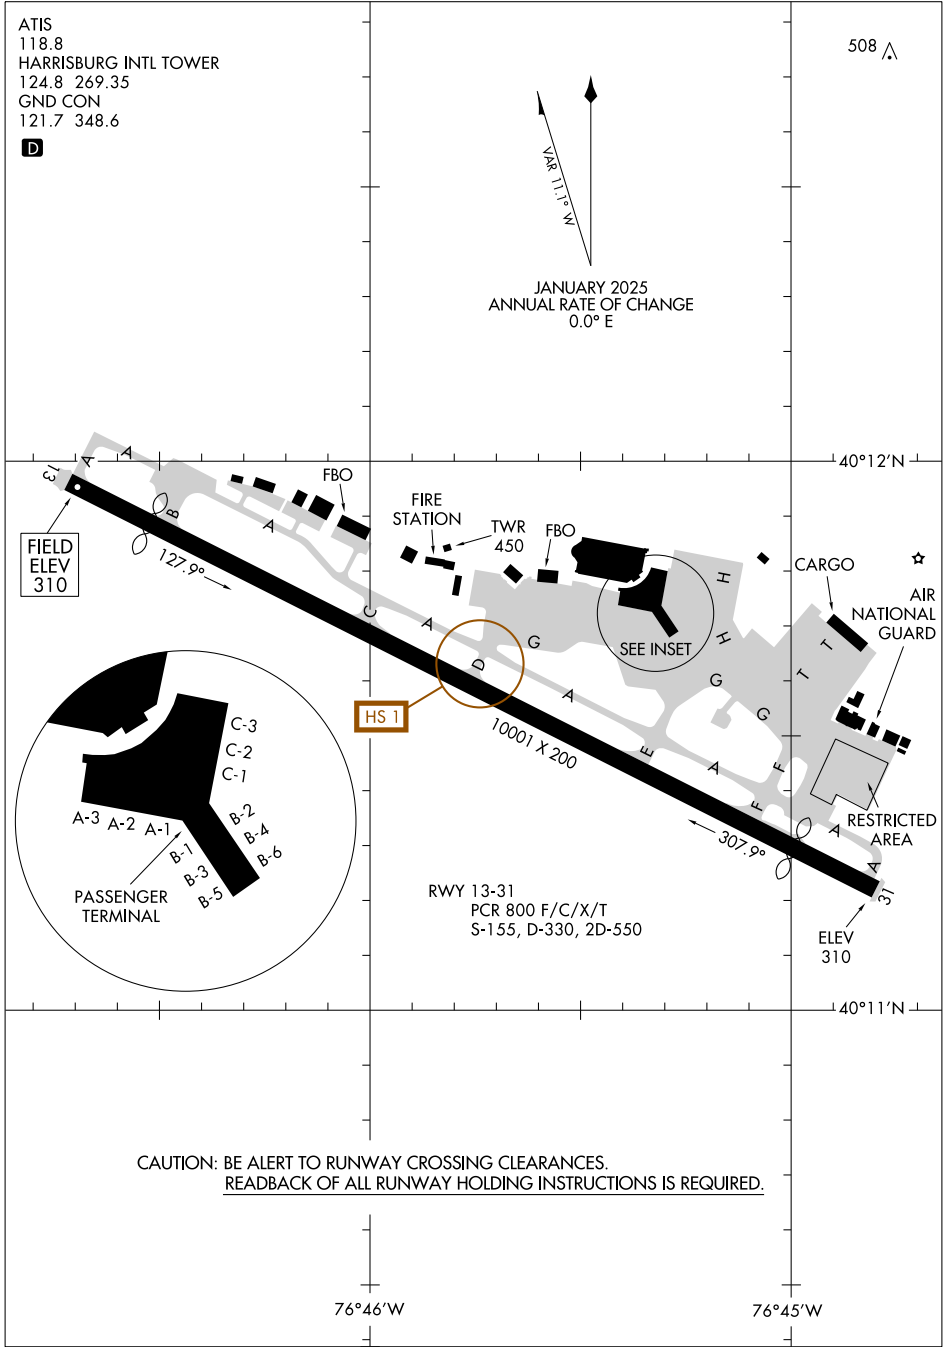 ATIS
118.8
HARRISBURG INTL TOWER
124.8 269.35
GND CON
121.7 348.6
D
508
VAR 11.1° W
JANUARY 2025
ANNUAL RATE OF CHANGE
0.0° E
40°12'N
13
A
A
B
A
FBO
FIELD
ELEV
310
127.9°
FIRE
STATION
TWR
450
FBO
C
A
D
G
HS 1
SEE INSET
H
H
G
G
CARGO
T
T
AIR
NATIONAL
GUARD
A
10001 X 200
E
A
F
F
RESTRICTED
AREA
A
A
307.9°
31
ELEV
310
C-3
C-2
C-1
A-3
A-2
A-1
B-2
B-4
B-6
B-1
B-3
B-5
PASSENGER
TERMINAL
RWY 13-31
PCR 800 F/C/X/T
S-155, D-330, 2D-550
40°11'N
CAUTION: BE ALERT TO RUNWAY CROSSING CLEARANCES.
READBACK OF ALL RUNWAY HOLDING INSTRUCTIONS IS REQUIRED.
76°46'W
76°45'W